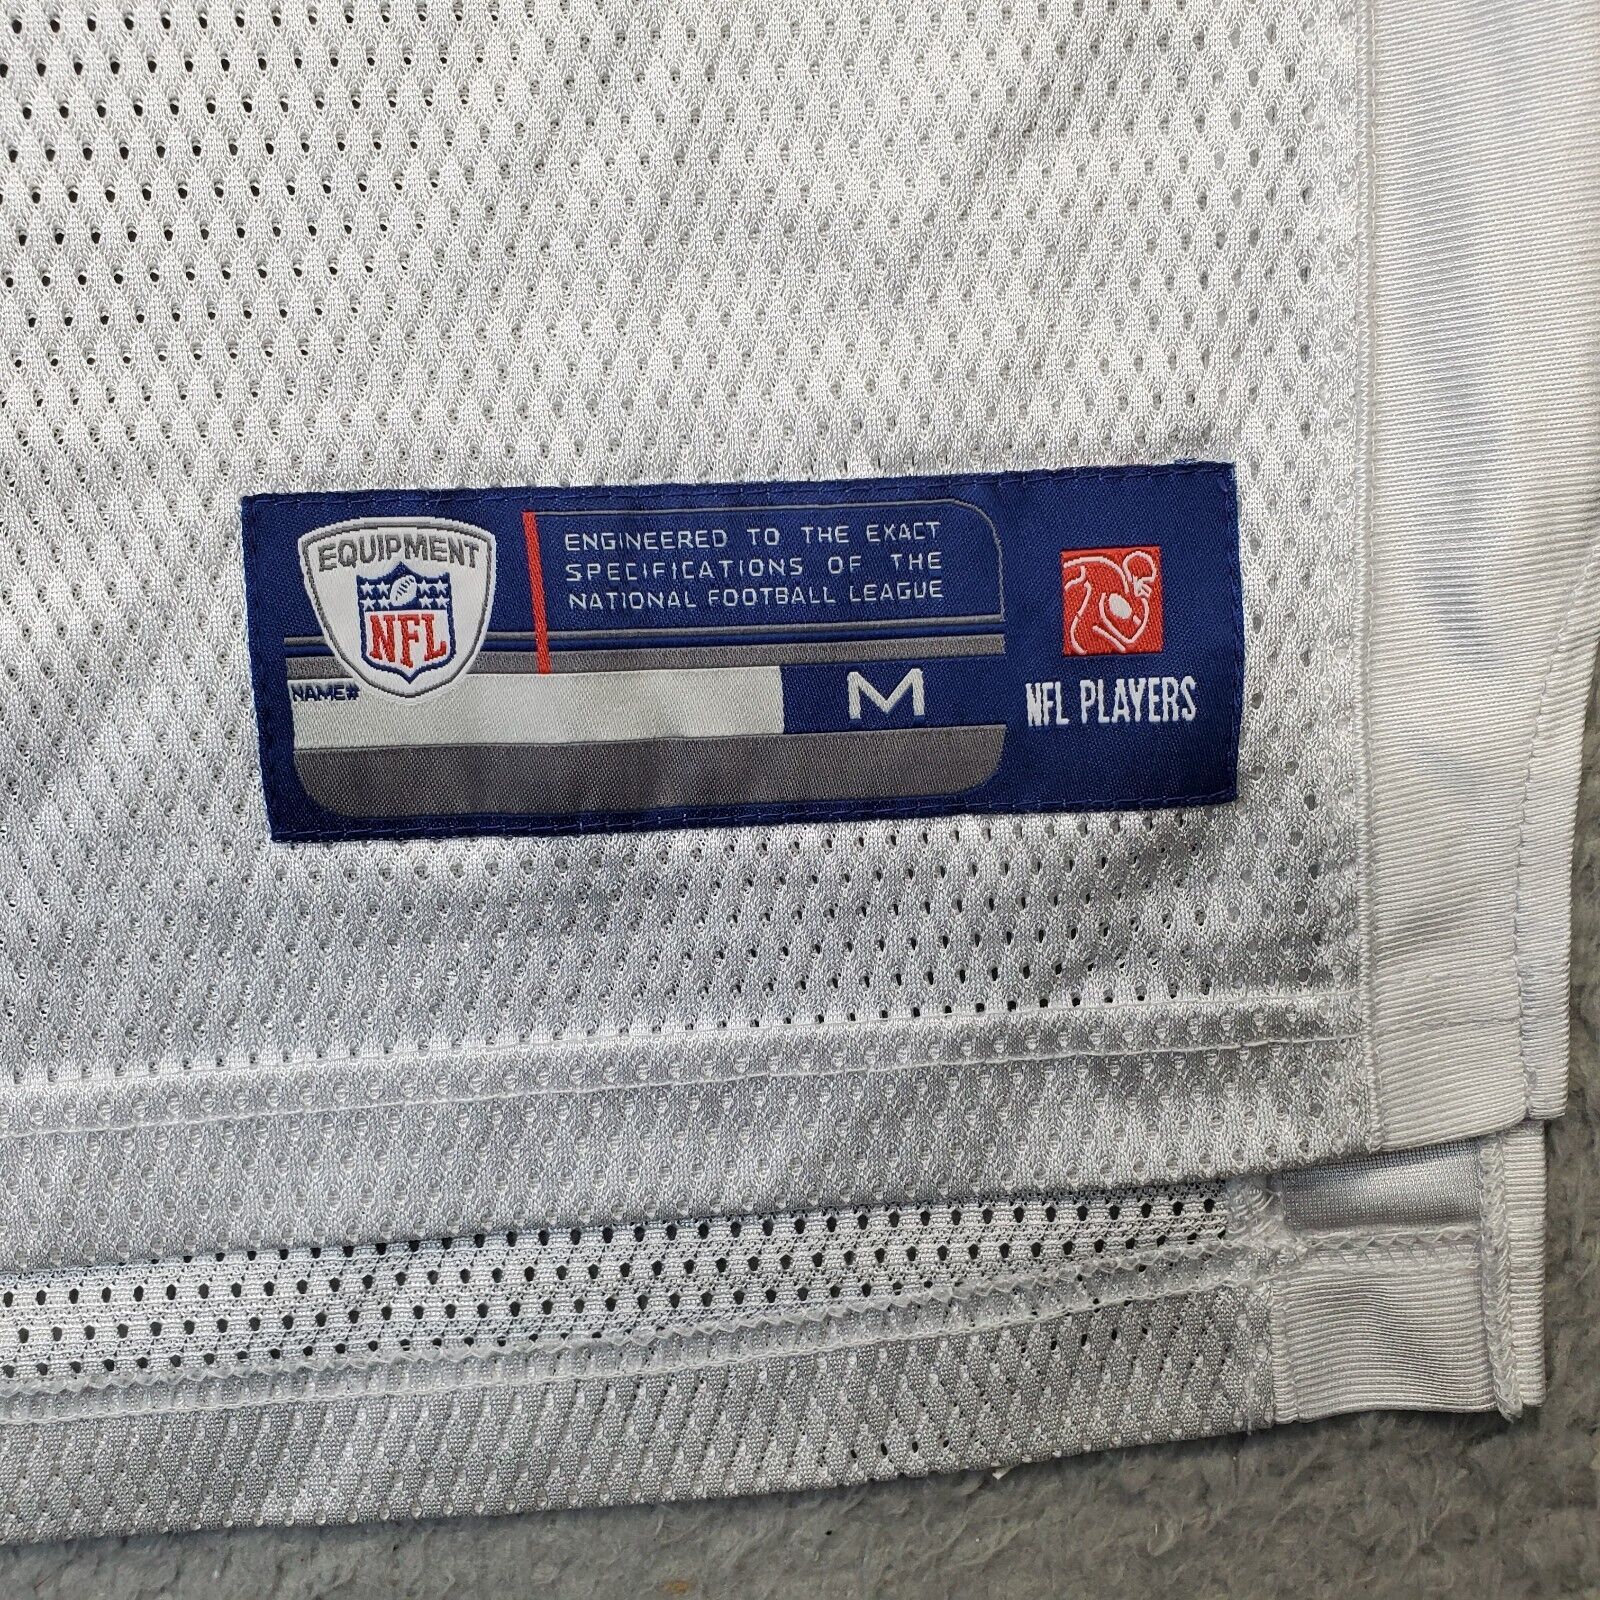 EQUIPMENT
NFL
ENGINEERED TO THE EXACT
SPECIFICATIONS OF THE
NATIONAL FOOTBALL LEAGUE
NAME#
M
NFL PLAYERS